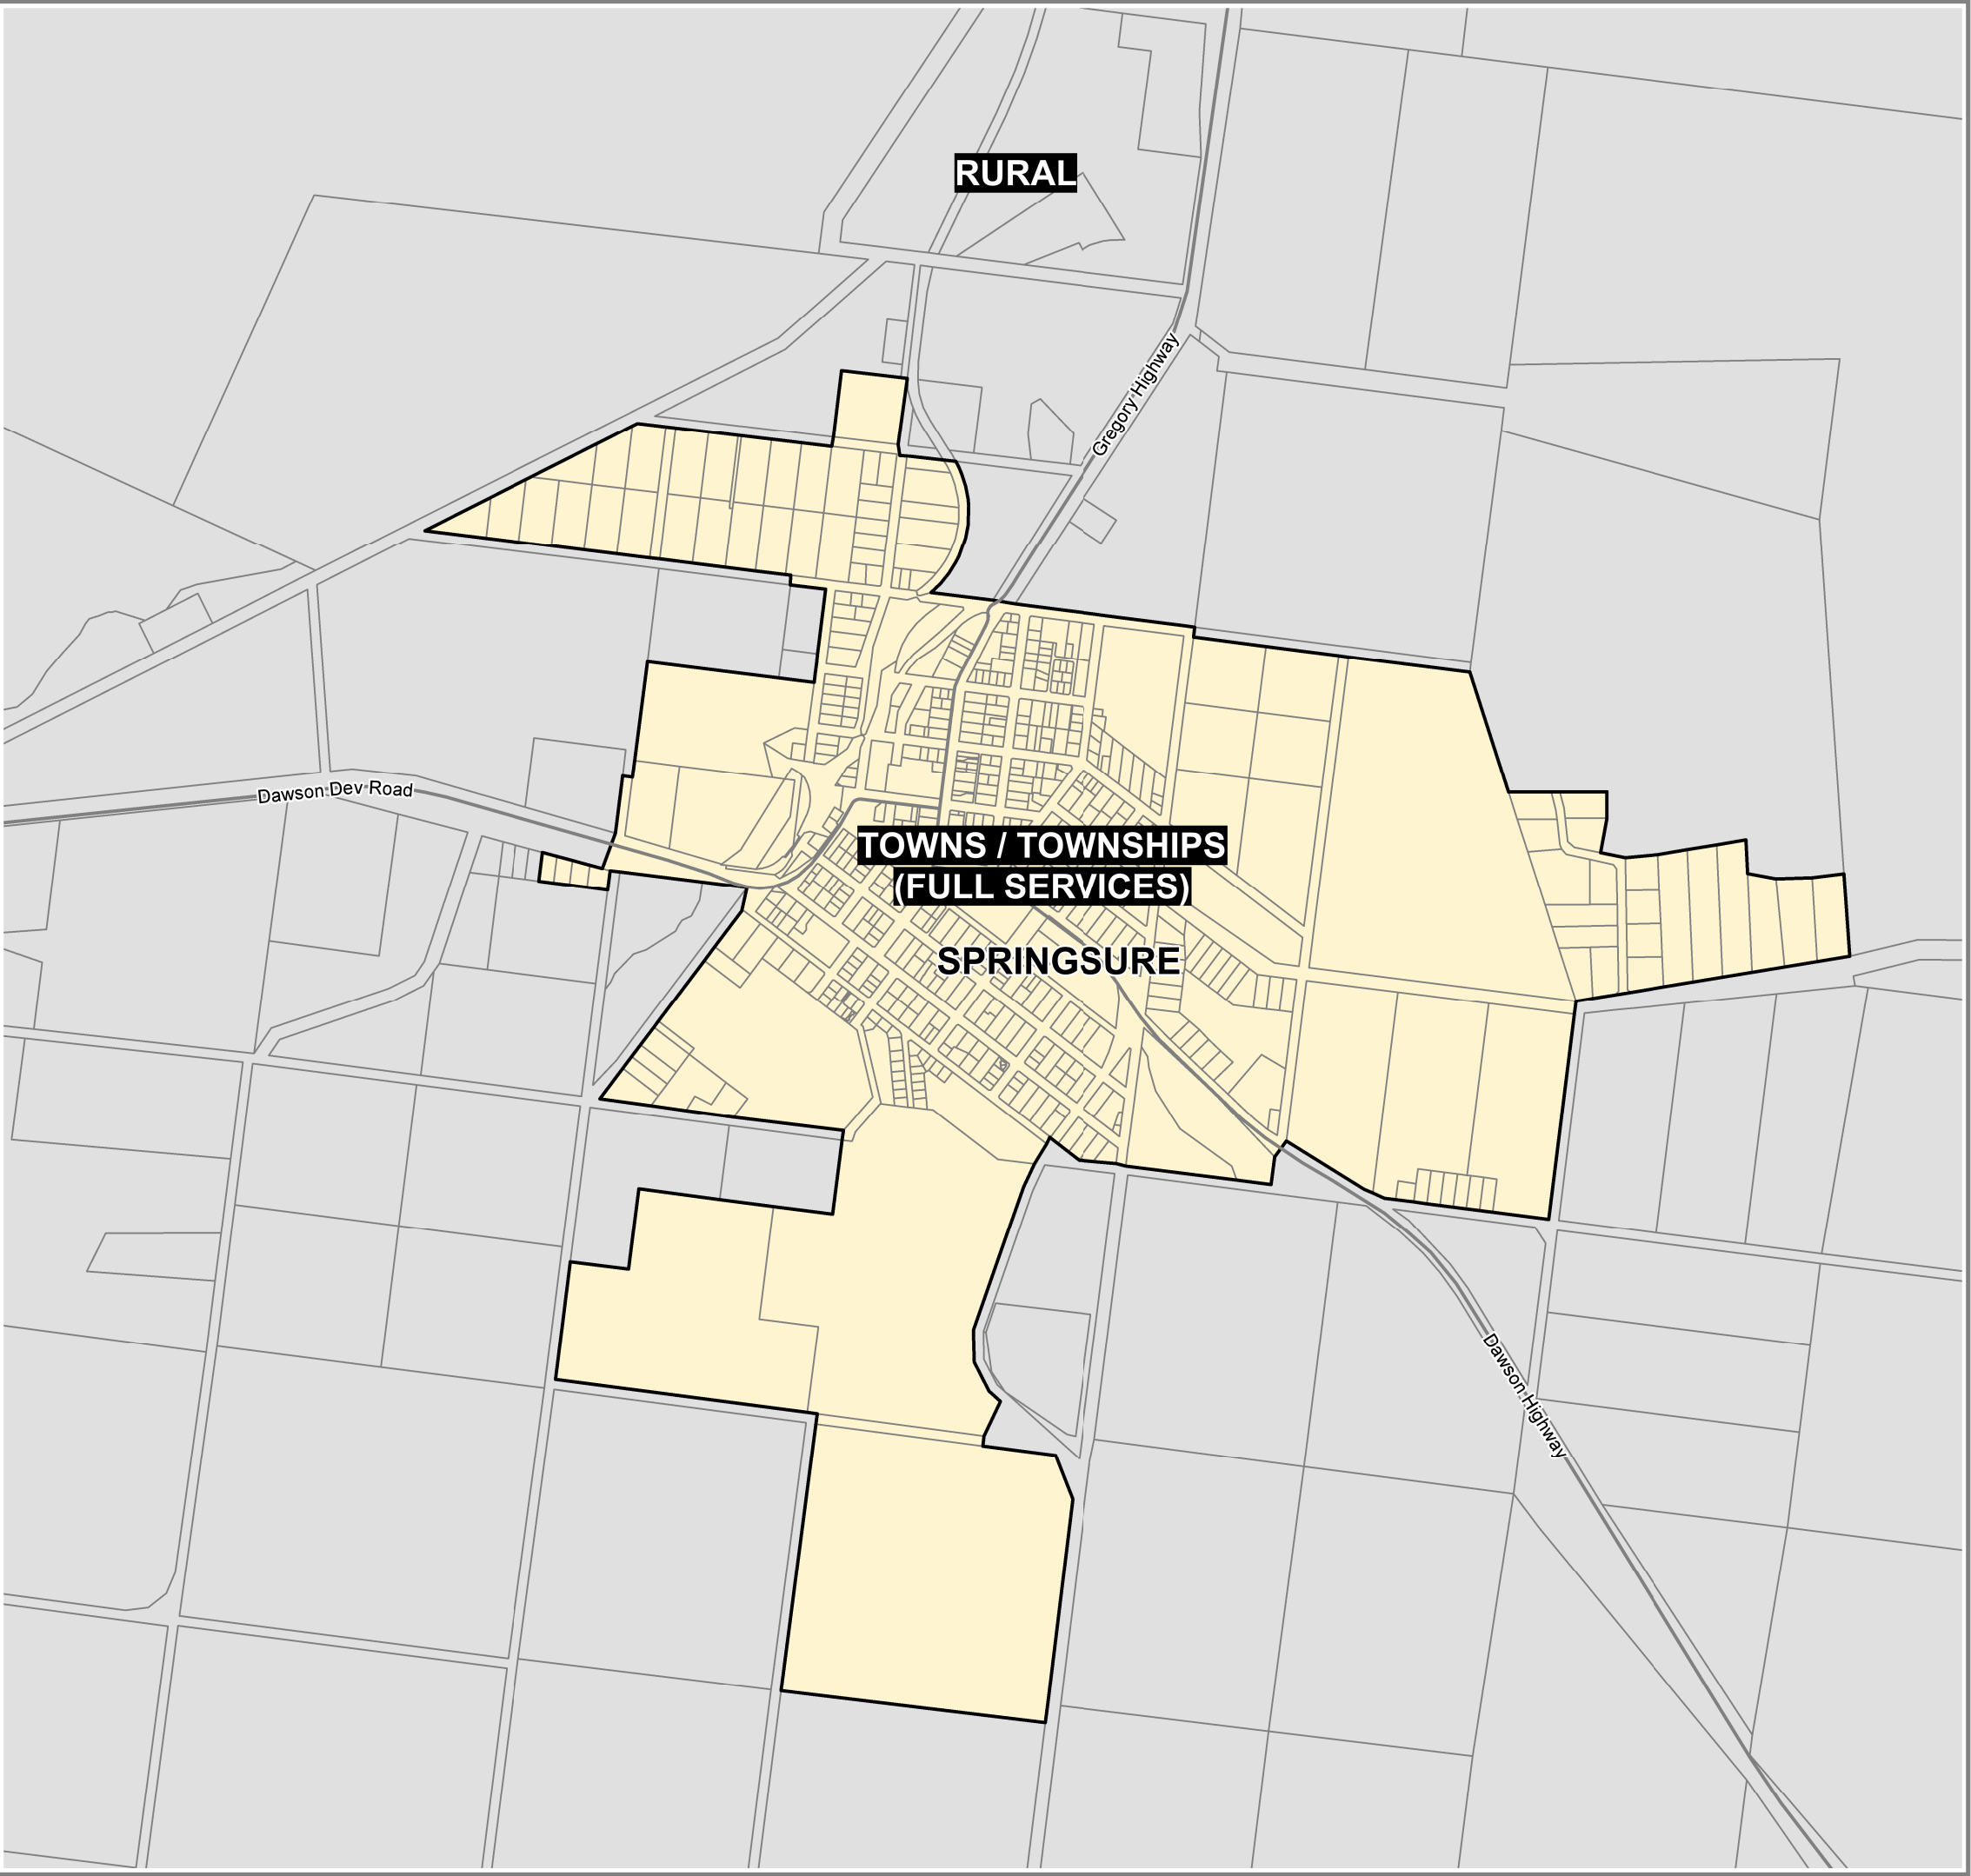 RURAL
Gregory Highway
Dawson Dev Road
TOWNS / TOWNSHIPS
(FULL SERVICES)
SPRINGSURE
Dawson Highway